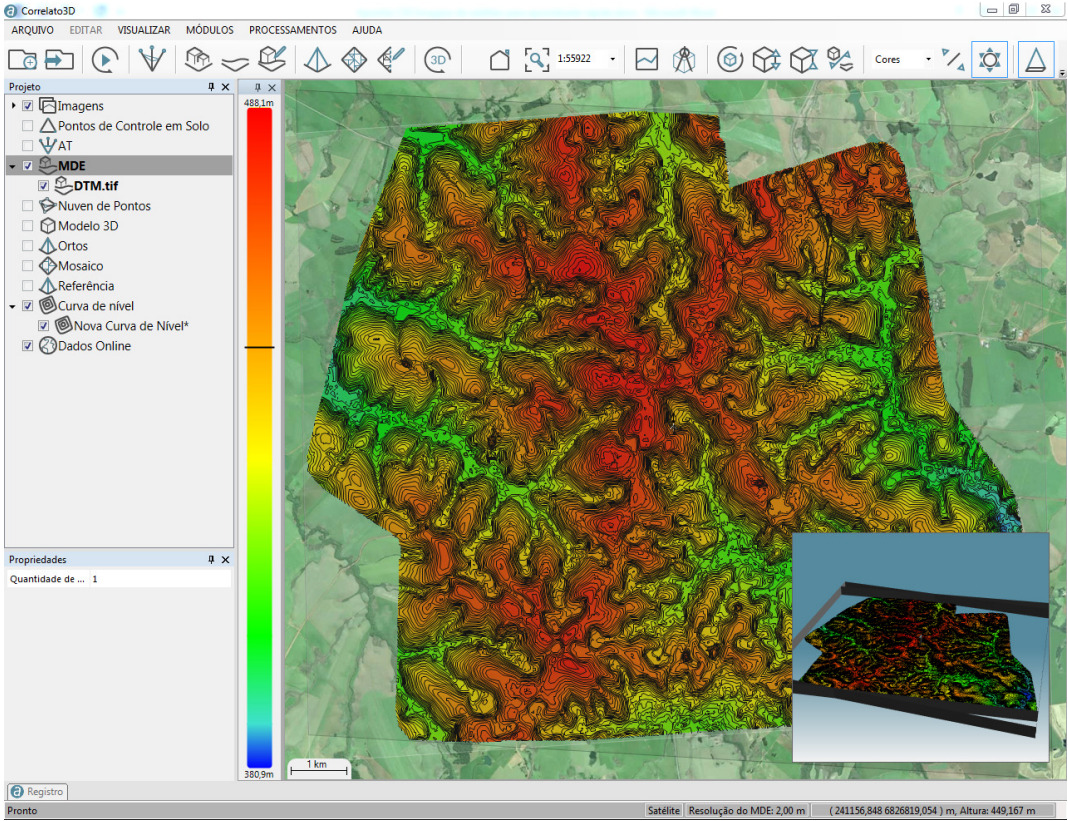 Correlato3D
ARQUIVO EDITAR VISUALIZAR MÓDULOS PROCESSAMENTOS AJUDA
3D 1:55922 Cores
Projeto
Imagens
Pontos de Controle em Solo
AT
MDE
DTM.tif
Nuven de Pontos
Modelo 3D
Ortos
Mosaico
Referência
Curva de nível
Nova Curva de Nível*
Dados Online
Propriedades
Quantidade de ... 1
488,1m
380,9m
1 km
Registro
Pronto
Satélite Resolução do MDE: 2,00 m ( 241156,848 6826819,054 ) m, Altura: 449,167 m